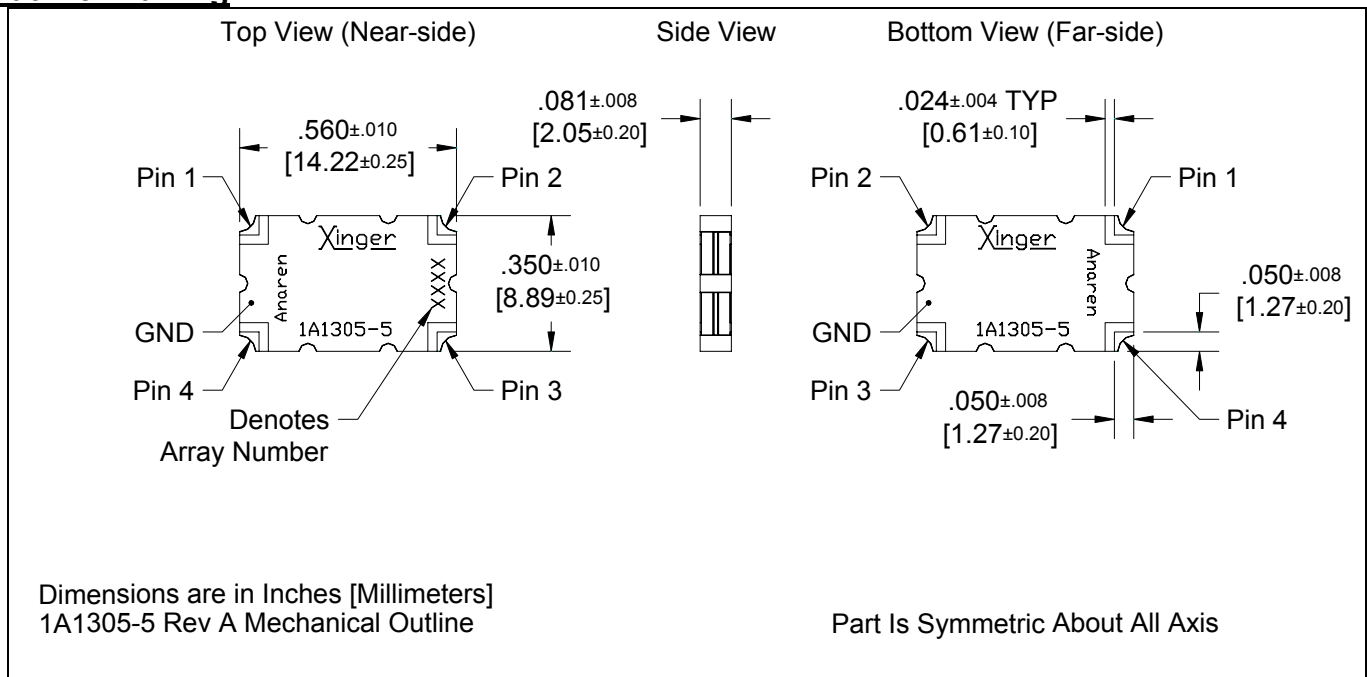 Top View (Near-side)
Side View
Bottom View (Far-side)
.560±.010
[14.22±0.25]
.081±.008
[2.05±0.20]
.024±.004 TYP
[0.61±0.10]
Pin 1
Pin 2
Pin 2
Pin 1
Xinger
Anaren
XXXX
1A1305-5
.350±.010
[8.89±0.25]
Xinger
Anaren
1A1305-5
.050±.008
[1.27±0.20]
GND
GND
Pin 4
Pin 3
Pin 3
Pin 4
Denotes
Array Number
.050±.008
[1.27±0.20]
Dimensions are in Inches [Millimeters]
1A1305-5 Rev A Mechanical Outline
Part Is Symmetric About All Axis